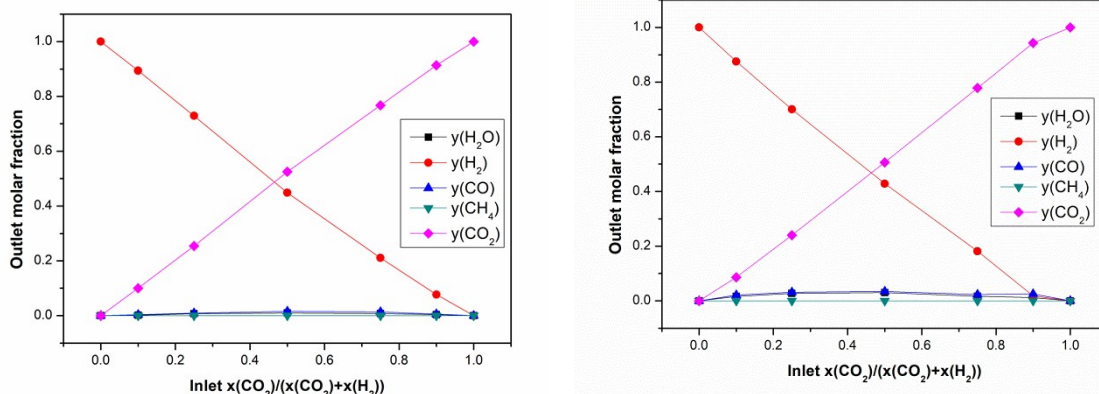 Outlet molar fraction
1.0
0.8
0.6
0.4
0.2
0.0
0.0 0.2 0.4 0.6 0.8 1.0
Inlet x(CO₂)/(x(CO₂)+x(H₂))
y(H₂O)
y(H₂)
y(CO)
y(CH₄)
y(CO₂)
Outlet molar fraction
1.0
0.8
0.6
0.4
0.2
0.0
0.0 0.2 0.4 0.6 0.8 1.0
Inlet x(CO₂)/(x(CO₂)+x(H₂))
y(H₂O)
y(H₂)
y(CO)
y(CH₄)
y(CO₂)